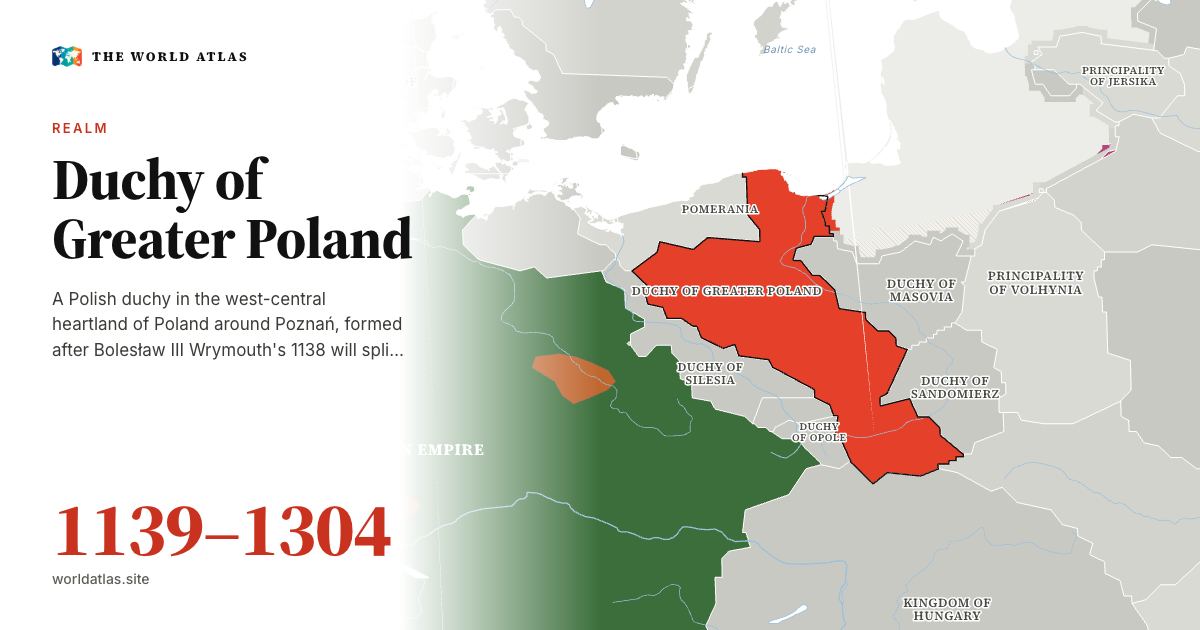 THE WORLD ATLAS
REALM
Duchy of
Greater Poland
A Polish duchy in the west-central
heartland of Poland around Poznań, formed
after Bolesław III Wrymouth's 1138 will spli...
1139–1304
worldatlas.site
Baltic Sea
PRINCIPALITY
OF JERSIKA
POMERANIA
DUCHY OF GREATER POLAND
DUCHY OF
MASOVIA
PRINCIPALITY
OF VOLHYNIA
DUCHY OF
SILESIA
DUCHY OF
SANDOMIERZ
DUCHY
OF OPOLE
EMPIRE
KINGDOM OF
HUNGARY